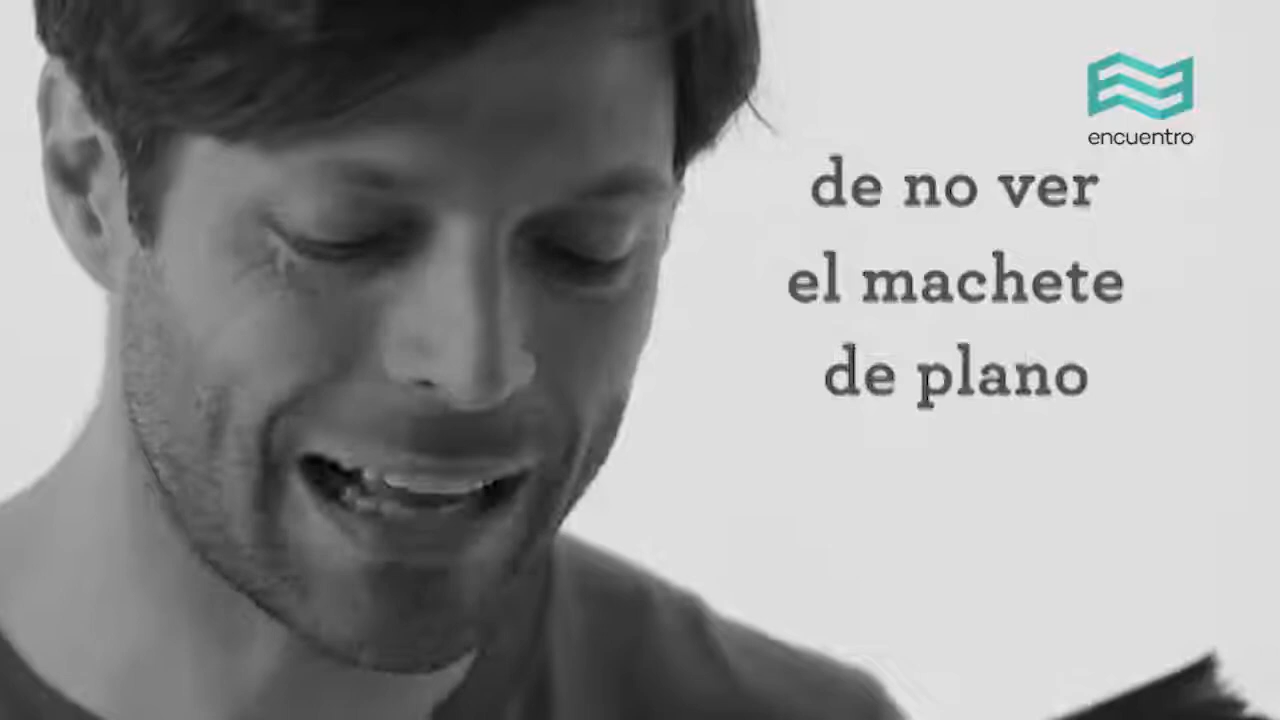 encuentro
de no ver
el machete
de plano